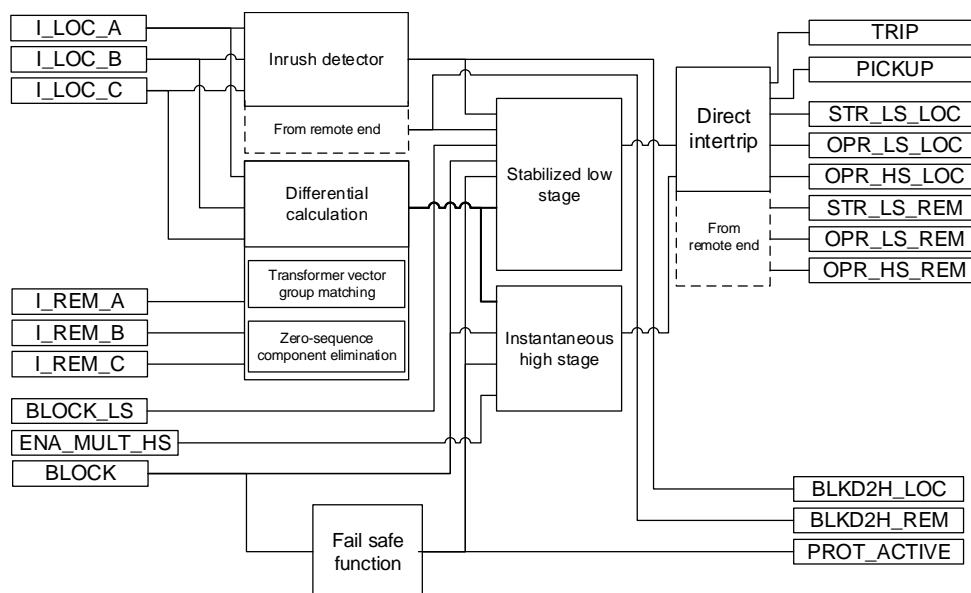 I_LOC_A
I_LOC_B
I_LOC_C
Inrush detector
From remote end
Differential
calculation
Transformer vector
group matching
Zero-sequence
component elimination
I_REM_A
I_REM_B
I_REM_C
BLOCK_LS
ENA_MULT_HS
BLOCK
Fail safe
function
Stabilized low
stage
Instantaneous
high stage
Direct
intertrip
From
remote end
TRIP
PICKUP
STR_LS_LOC
OPR_LS_LOC
OPR_HS_LOC
STR_LS_REM
OPR_LS_REM
OPR_HS_REM
BLKD2H_LOC
BLKD2H_REM
PROT_ACTIVE